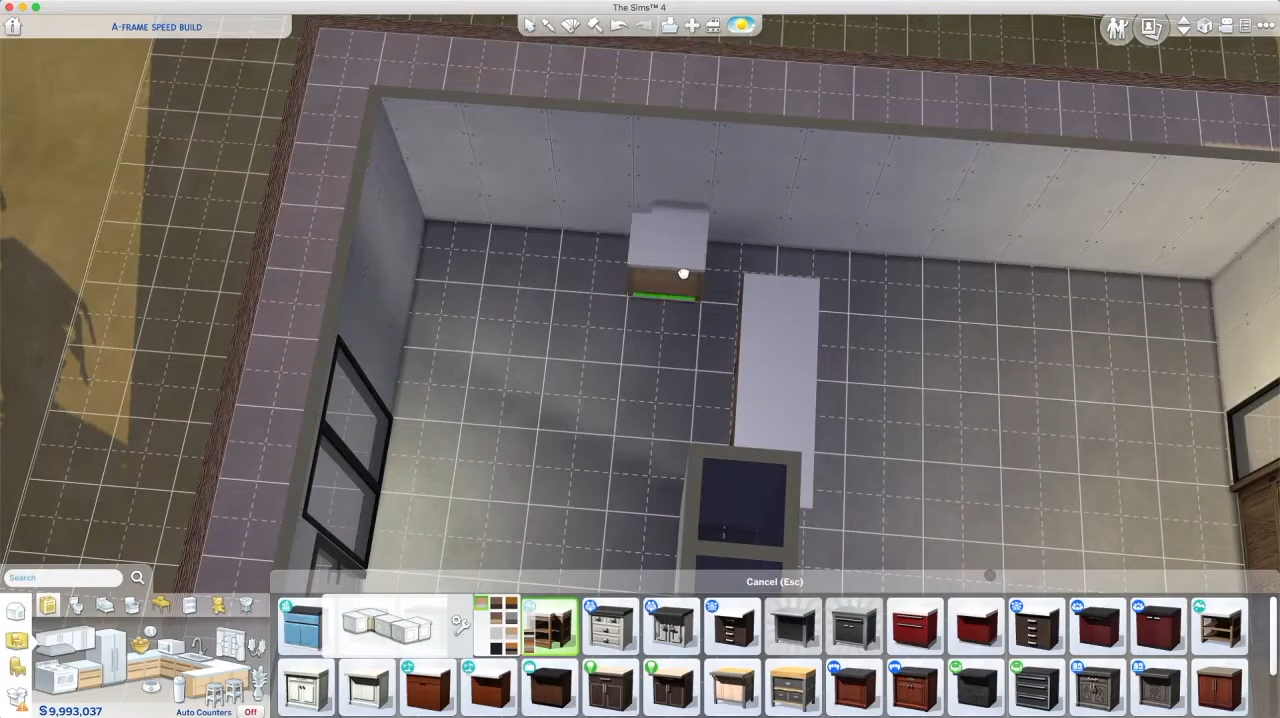 The Sims™ 4
A-FRAME SPEED BUILD
Cancel (Esc)
Search
§9,993,037
Auto Counters Off